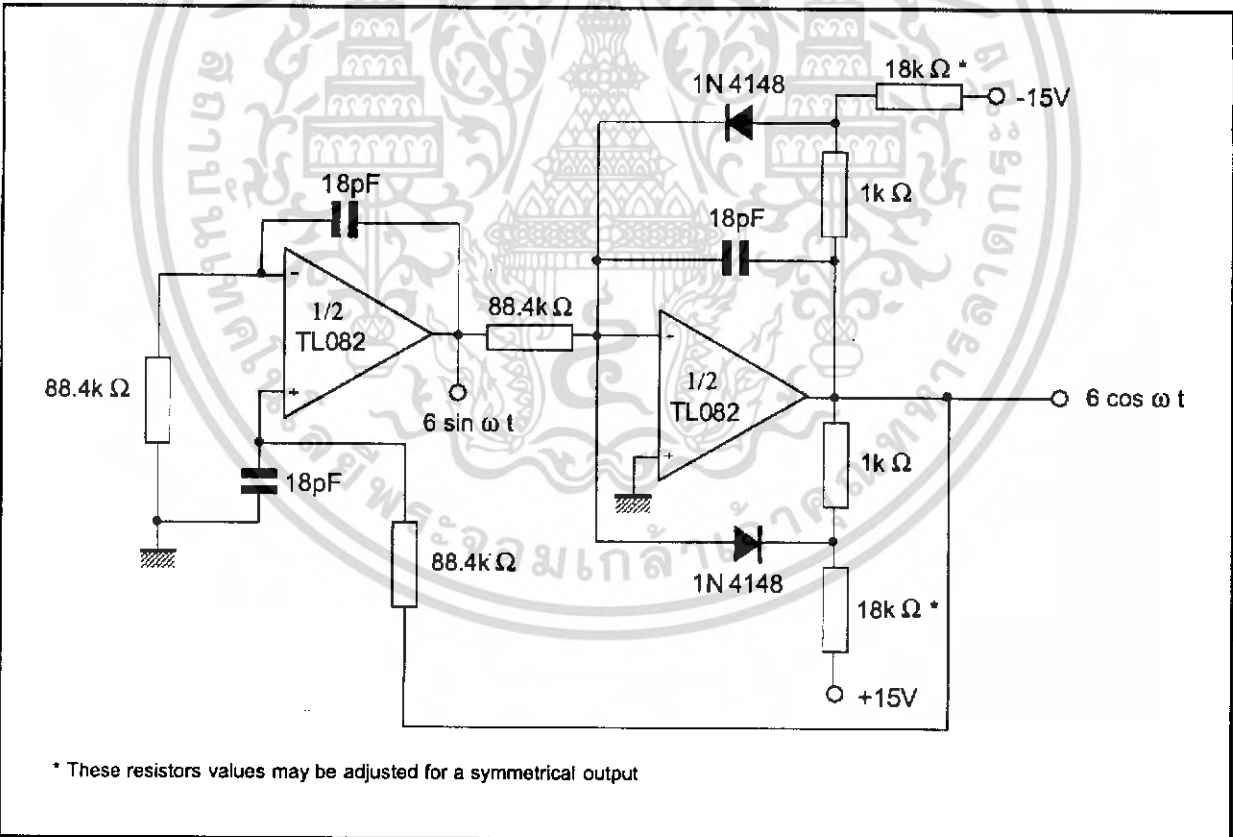 18kΩ *
1N 4148
-15V
18pF
1kΩ
18pF
88.4kΩ
-
1/2
TL082
+
+
1/2
TL082
+
88.4kΩ
6 sin ω t
6 cos ω t
18pF
1kΩ
88.4kΩ
1N 4148
18kΩ *
+15V
* These resistors values may be adjusted for a symmetrical output